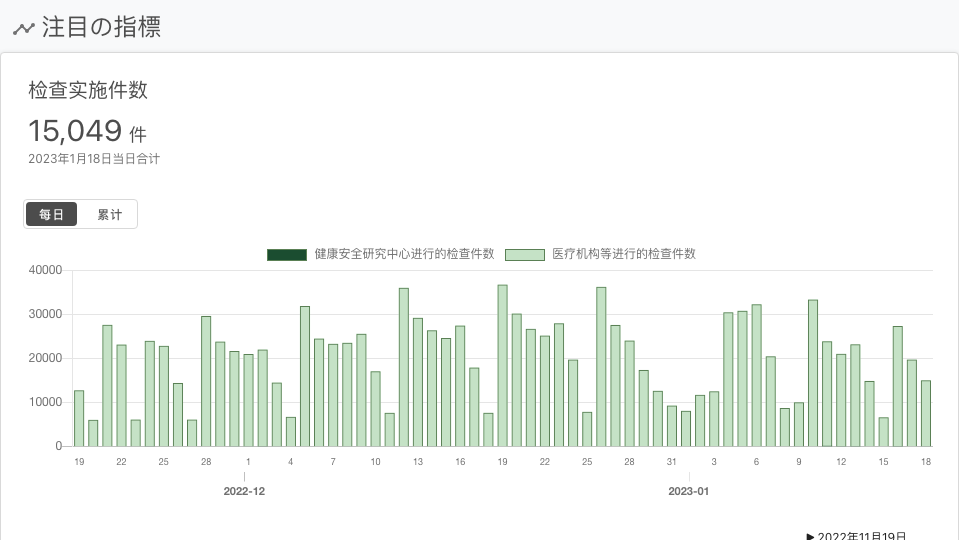 注目の指標
检查实施件数
15,049 件
2023年1月18日当日合计
每日 累计
健康安全研究中心进行的检查件数 医疗机构等进行的检查件数
40000
30000
20000
10000
0
19 22 25 28 1 4 7 10 13 16 19 22 25 28 31 3 6 9 12 15 18
2022-12 2023-01
▶ 2022年11月19日